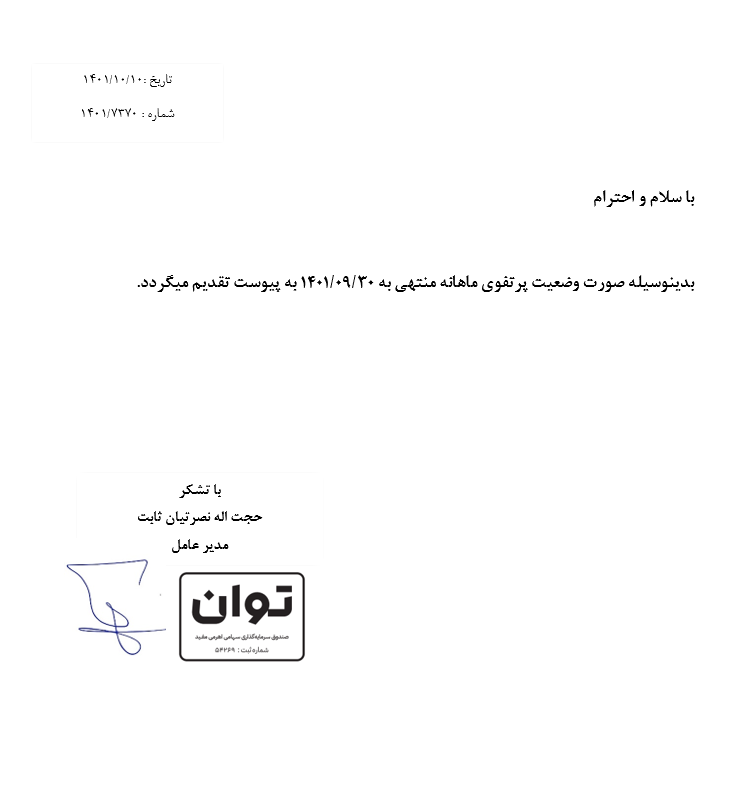 تاریخ :۱۴۰۱/۱۰/۱۰
شماره : ۱۴۰۱/۷۳۷۰
با سلام و احترام
بدینوسیله صورت وضعیت پرتفوی ماهانه منتهی به ۱۴۰۱/۰۹/۳۰ به پیوست تقدیم میگردد.
با تشکر
حجت اله نصرتیان ثابت
مدیر عامل
توان
صندوق سرمایه‌گذاری سهامی اهرمی مفید
شماره ثبت : ۵۴۲۶۹